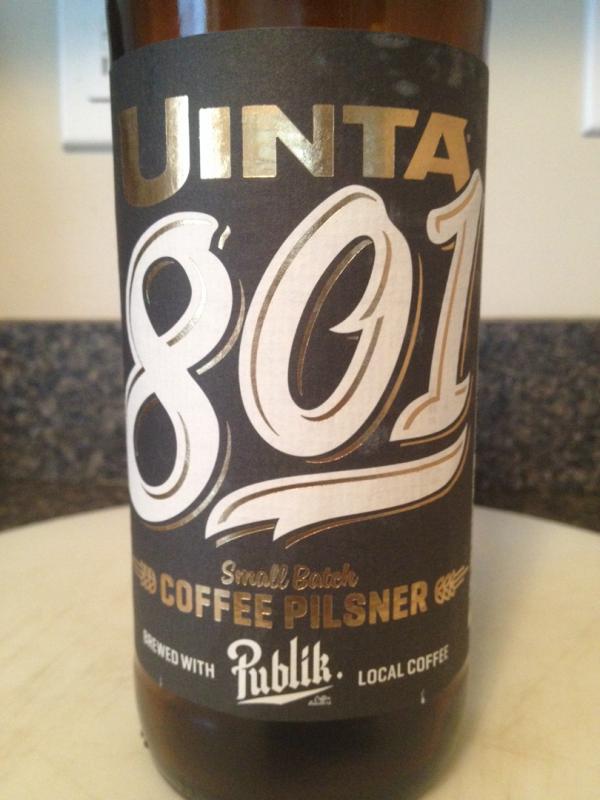 UINTA
801
Small Batch
COFFEE PILSNER
BREWED WITH Publik. LOCAL COFFEE